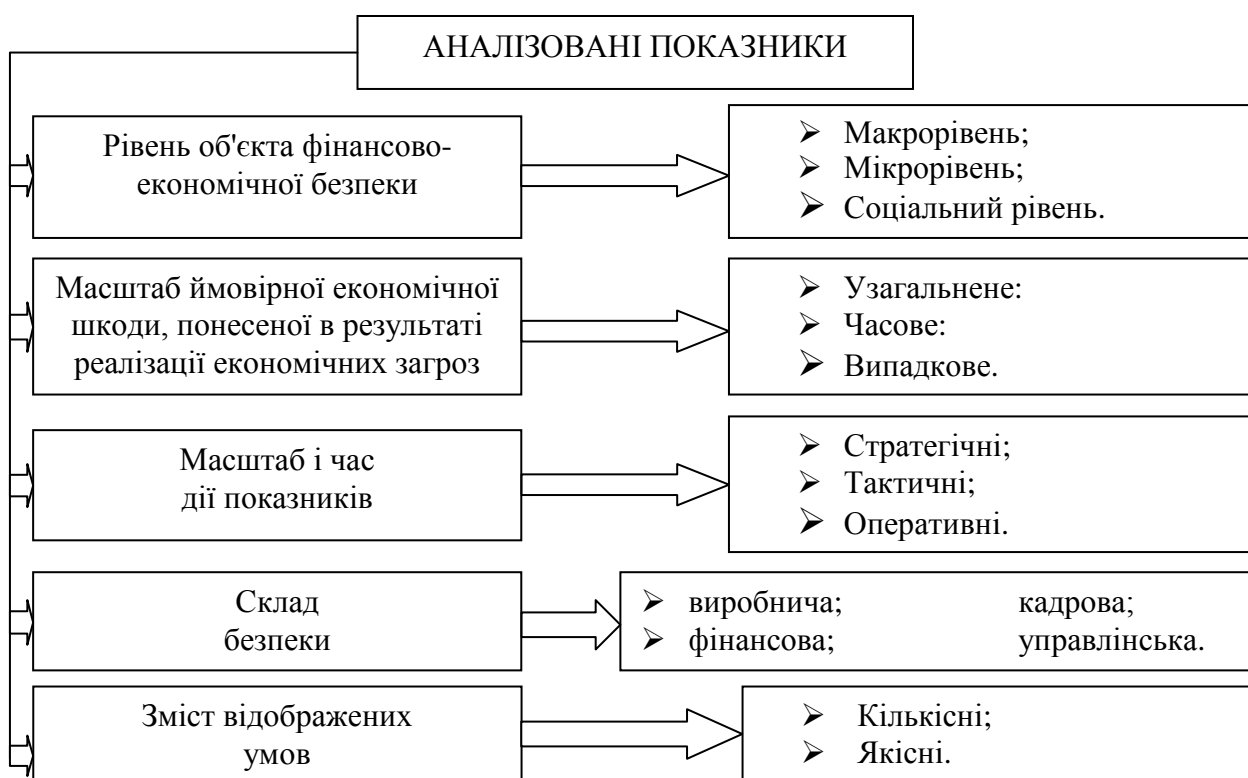 АНАЛІЗОВАНІ ПОКАЗНИКИ
Рівень об'єкта фінансово-
економічної безпеки
Макрорівень;
Мікрорівень;
Соціальний рівень.
Масштаб ймовірної економічної
шкоди, понесеної в результаті
реалізації економічних загроз
Узагальнене:
Часове:
Випадкове.
Масштаб і час
дії показників
Стратегічні;
Тактичні;
Оперативні.
Склад
безпеки
виробнича; кадрова;
фінансова; управлінська.
Зміст відображених
умов
Кількісні;
Якісні.